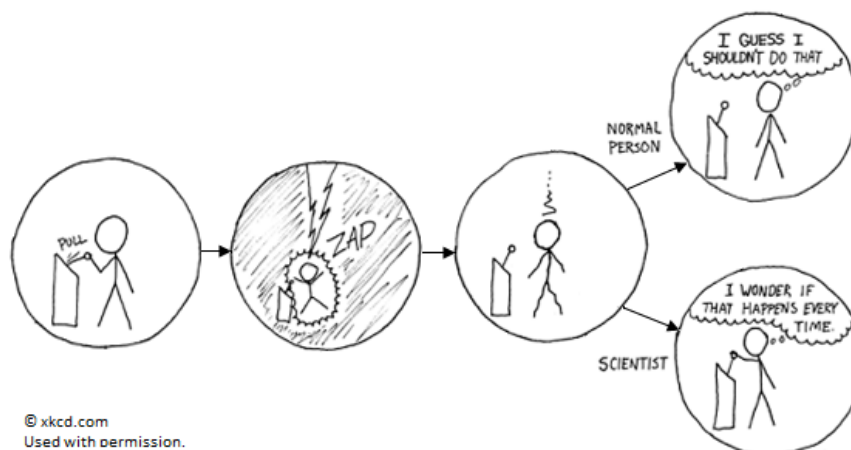 PULL
ZAP
NORMAL
PERSON
I GUESS I
SHOULDN'T DO THAT
SCIENTIST
I WONDER IF
THAT HAPPENS EVERY
TIME.
© xkcd.com
Used with permission.